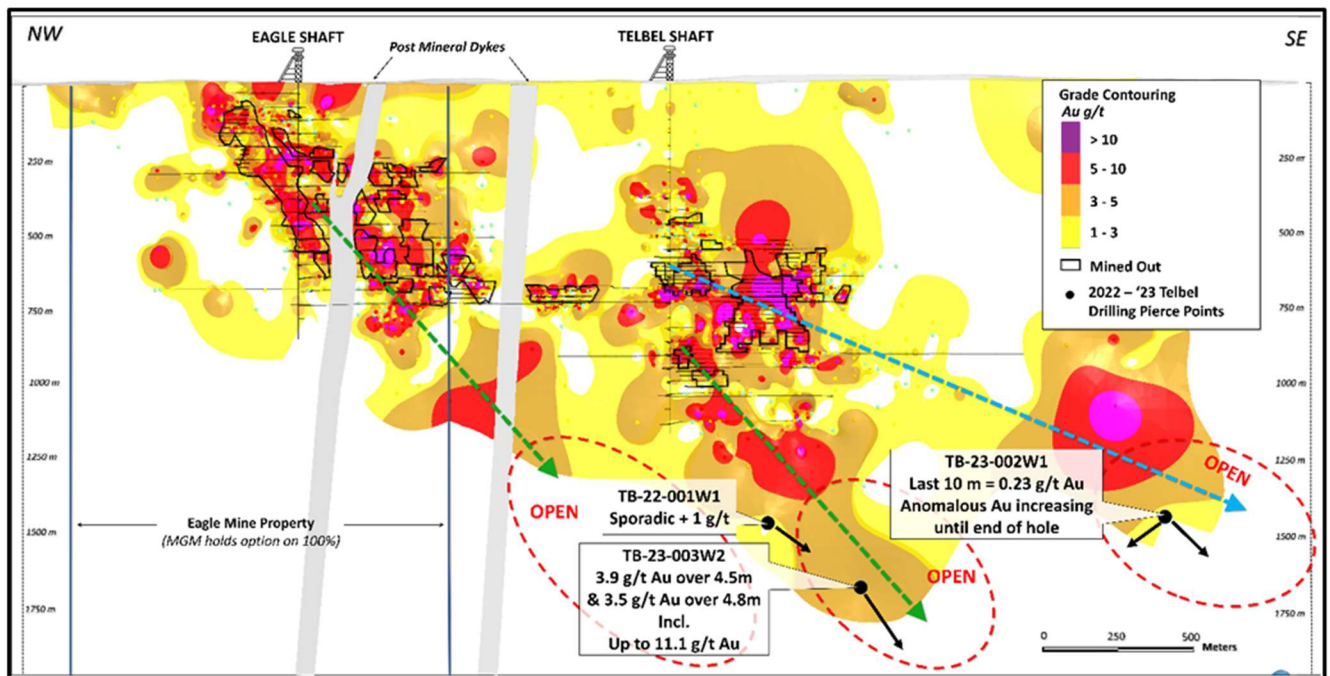 NW
EAGLE SHAFT
Post Mineral Dykes
TELBEL SHAFT
SE
Grade Contouring
Au g/t
> 10
5 - 10
3 - 5
1 - 3
Mined Out
2022 – ‘23 Telbel
Drilling Pierce Points
250 m
500 m
750 m
1000 m
1250 m
1500 m
1750 m
250 m
500 m
750 m
1000 m
1250 m
1500 m
1750 m
Eagle Mine Property
(MGM holds option on 100%)
OPEN
TB-22-001W1
Sporadic + 1 g/t
TB-23-003W2
3.9 g/t Au over 4.5m
& 3.5 g/t Au over 4.8m
Incl.
Up to 11.1 g/t Au
OPEN
TB-23-002W1
Last 10 m = 0.23 g/t Au
Anomalous Au increasing
until end of hole
OPEN
0 250 500
Meters